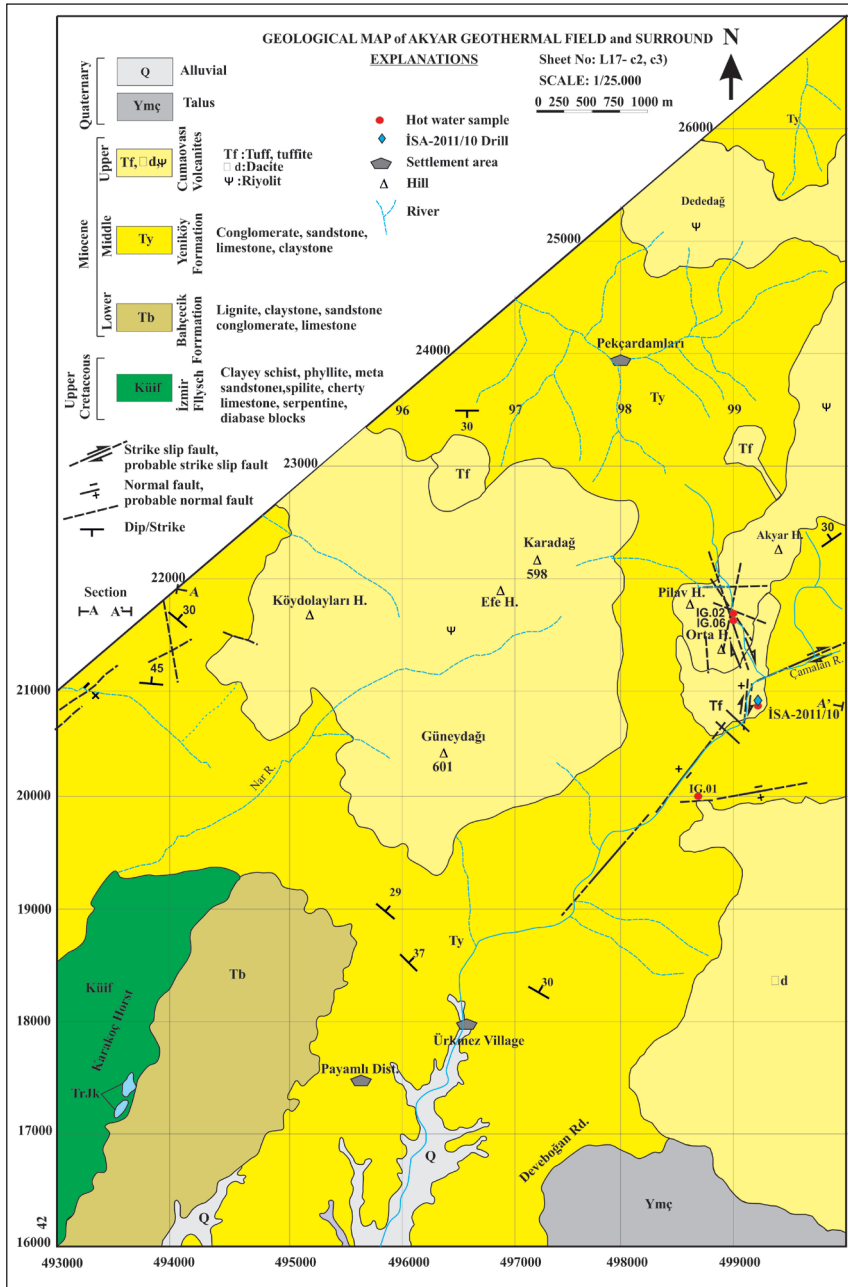 GEOLOGICAL MAP of AKYAR GEOTHERMAL FIELD and SURROUND
N
EXPLANATIONS
Sheet No: L17- c2, c3)
SCALE: 1/25.000
0 250 500 750 1000 m
Hot water sample
İSA-2011/10 Drill
Settlement area
Hill
River
Quaternary
Q
Alluvial
Ymç
Talus
Miocene
Upper
Tf, □d,Ψ
Cumaovası
Volcanites
Tf :Tuff, tuffite
□ d:Dacite
Ψ :Riyolit
Middle
Ty
Yeniköy
Formation
Conglomerate, sandstone,
limestone, claystone
Lower
Tb
Bahçecik
Forrmation
Lignite, claystone, sandstone
conglomerate, limestone
Upper
Cretaceous
Küif
İzmir
Fllysch
Clayey schist, phyllite, meta
sandstoneı,spilite, cherty
limestone, serpentine,
diabase blocks
Strike slip fault,
probable strike slip fault
Normal fault,
probable normal fault
Dip/Strike
Section
A A'
26000
Ty
Dededağ
Ψ
25000
Pekçardamları
24000
Ty
96
97
98
99
30
Ψ
23000
Tf
Tf
Karadağ
598
Akyar H.
30
22000
A
30
Köydolayları H.
Efe H.
Pilav H.
IG.02
IG.06
Orta H.
Ψ
45
21000
Çamalan R.
Tf
A'
İSA-2011/10
Güneydağı
601
Nar R.
IG.01
20000
19000
29
37
Ty
30
Tb
Küif
□d
18000
Karakoç Horst
Ürkmez Village
Payamlı Dist.
TrJk
17000
Deveboğan Rd.
Q
Ymç
Q
42
16000
493000
494000
495000
496000
497000
498000
499000